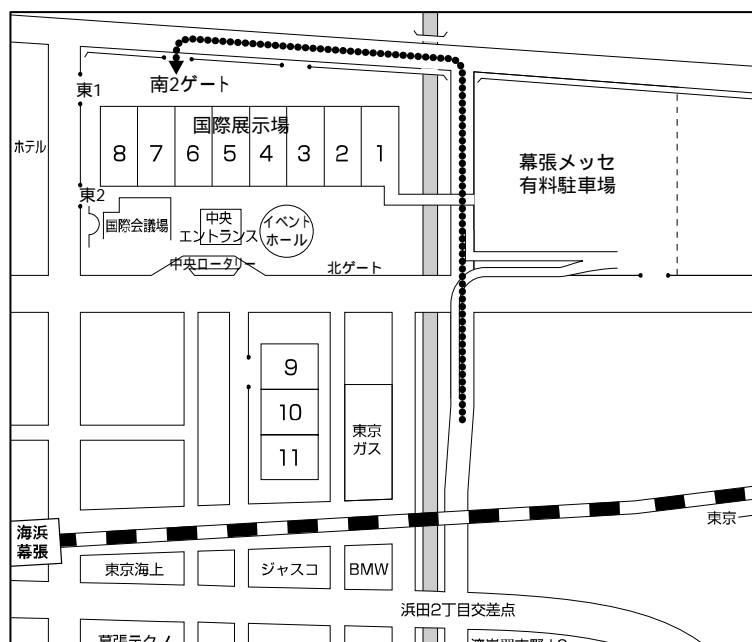 東1
南2ゲート
国際展示場
ホテル
8
7
6
5
4
3
2
1
幕張メッセ
有料駐車場
東2
国際会議場
中央
エントランス
イベント
ホール
中央ロータリー
北ゲート
9
10
11
東京
ガス
海浜
幕張
東京
東京海上
ジャスコ
BMW
浜田2丁目交差点
幕張テクノ